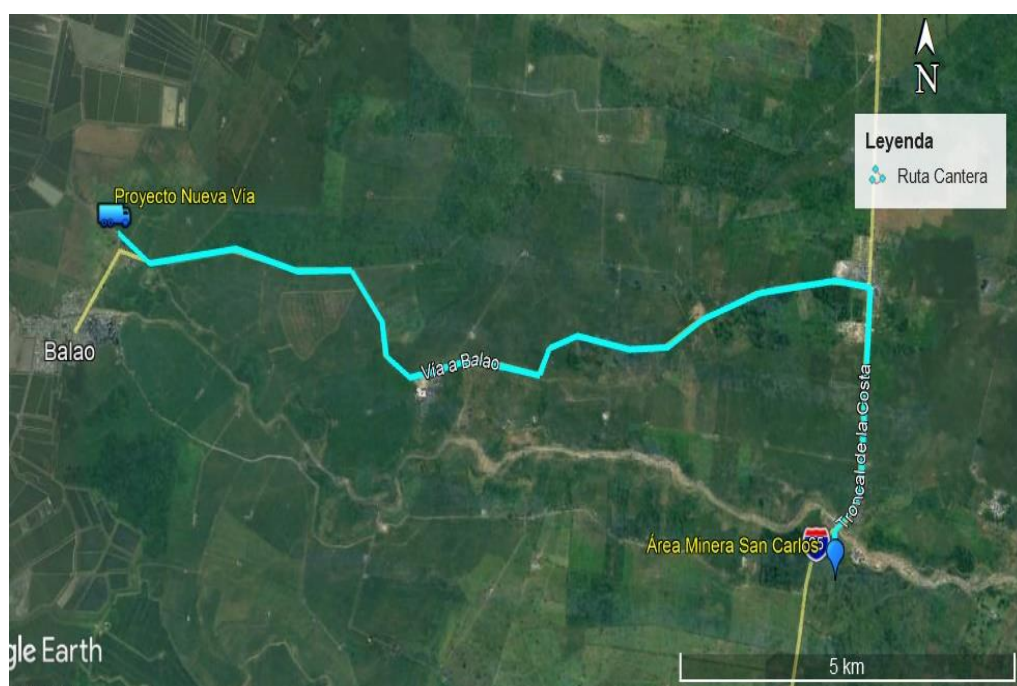 N
Leyenda
Ruta Cantera
Proyecto Nueva Vía
Balao
Vía a Balao
Troncal de la Costa
Área Minera San Carlos
gle Earth
5 km